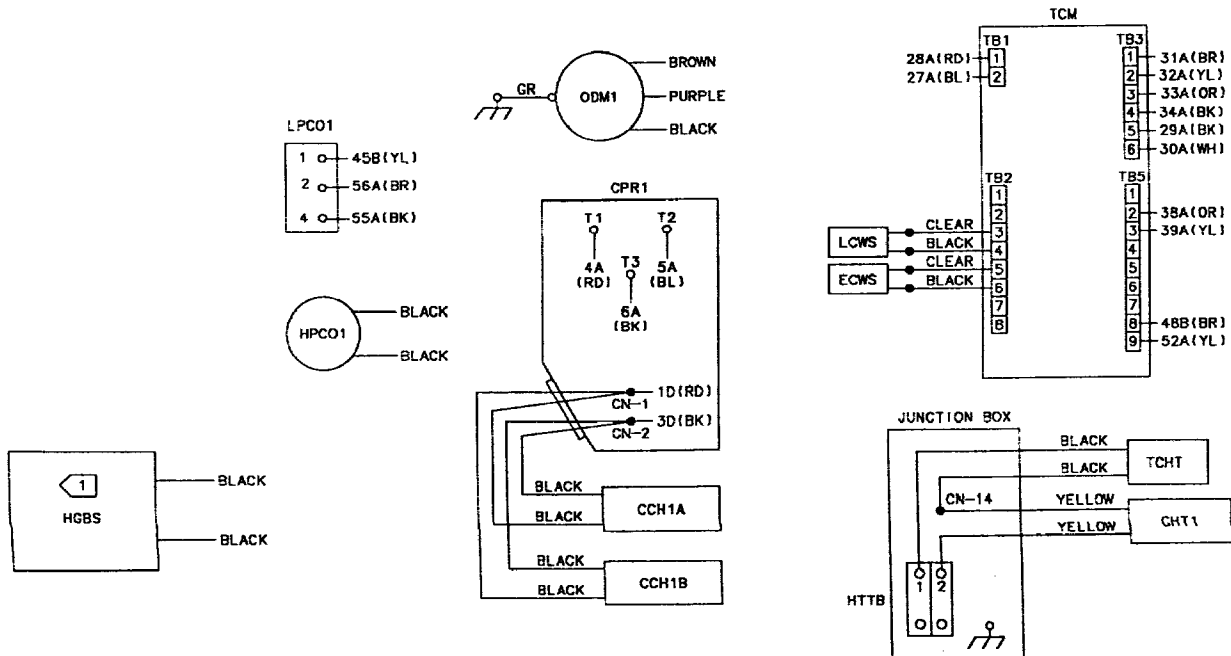 TCM
TB1
TB3
28A(RD) 1
27A(BL) 2
1 31A(BR)
2 32A(YL)
3 33A(OR)
4 34A(BK)
5 29A(BK)
6 30A(WH)
TB2
TB5
1
2
3
4
5
6
7
8
1
2 38A(OR)
3 39A(YL)
4
5
6
7
8 48B(BR)
9 52A(YL)
LCWS
CLEAR
BLACK
ECWS
CLEAR
BLACK
GR
ODM1
BROWN
PURPLE
BLACK
LPCO1
1 45B(YL)
2 56A(BR)
4 55A(BK)
HPCO1
BLACK
BLACK
CPR1
T1
T2
T3
4A
(RD)
5A
(BL)
6A
(BK)
1D(RD)
CN-1
3D(BK)
CN-2
BLACK
BLACK
CCH1A
BLACK
BLACK
CCH1B
1
HGBS
BLACK
BLACK
JUNCTION BOX
BLACK
BLACK
TCHT
CN-14
YELLOW
YELLOW
CHT1
HTTB
1
2